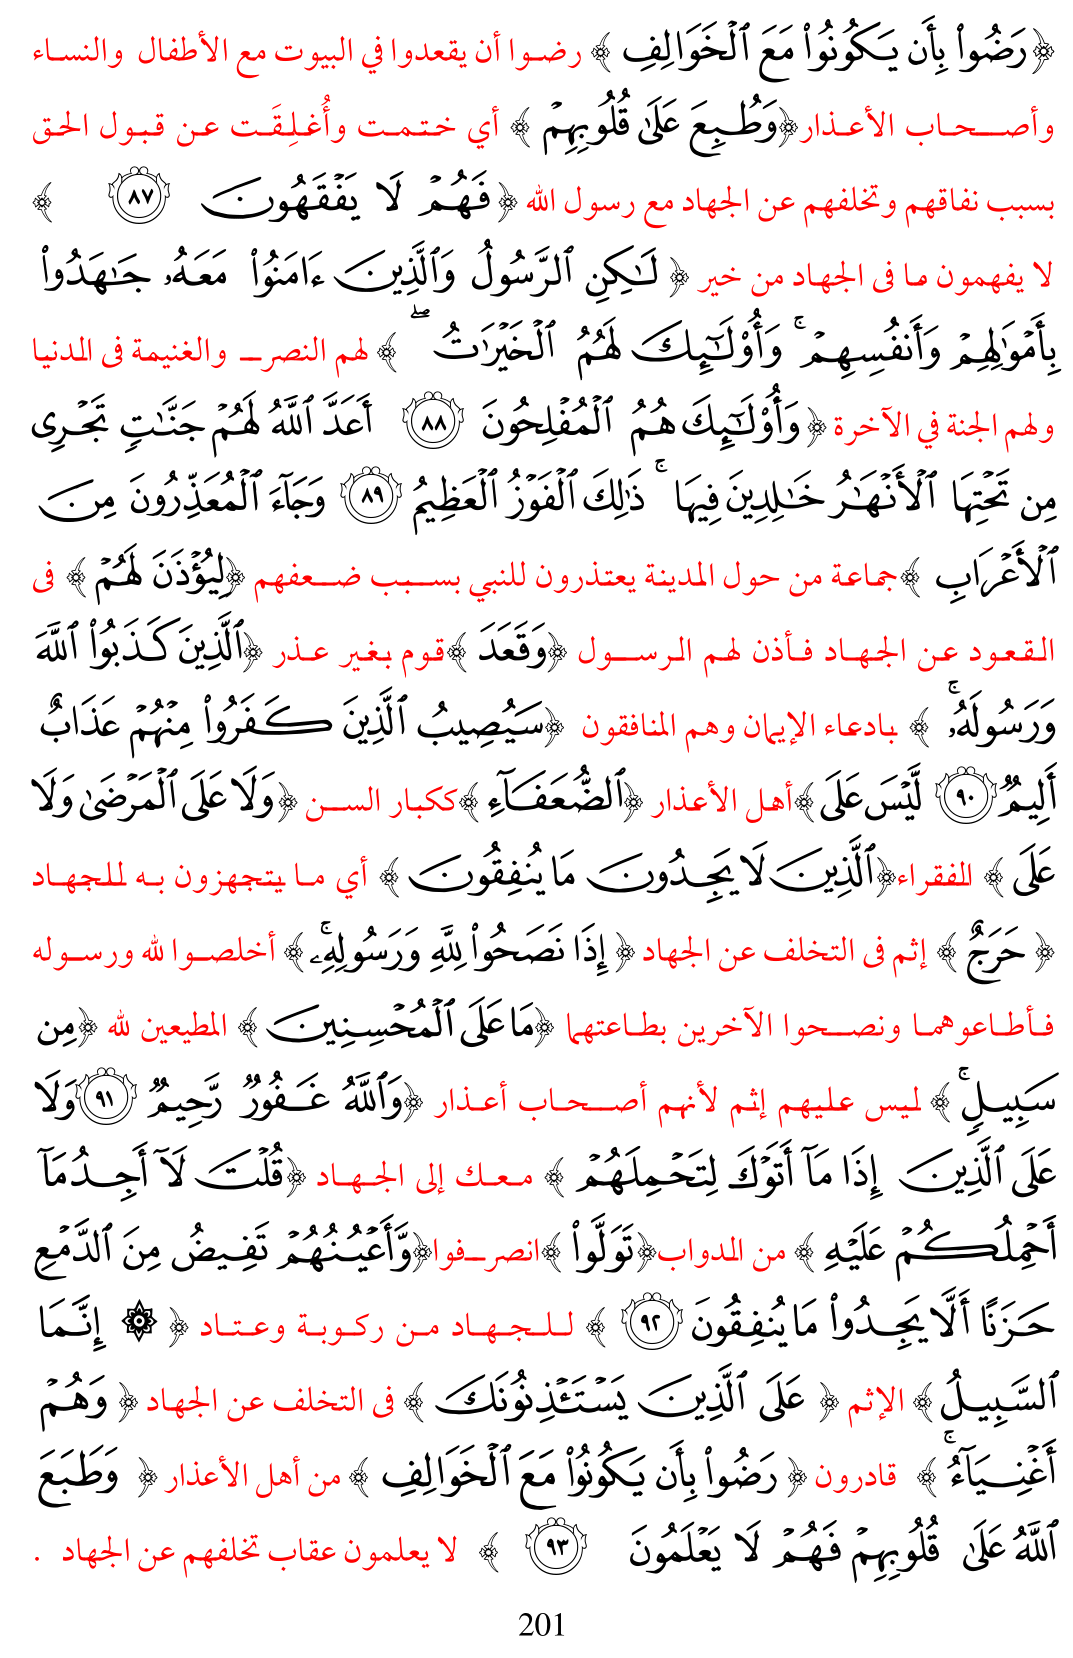 ﴿رَضُواْ بِأَن يَكُونُواْ مَعَ ٱلْخَوَالِفِ ﴾ رضوا أن يقعدوا في البيوت مع الأطفال والنساء
وأصحاب الأعذار﴿وَطُبِعَ عَلَىٰ قُلُوبِهِمْ ﴾ أي ختمت وأُغلِقَت عن قبول الحق
بسبب نفاقهم وتخلفهم عن الجهاد مع رسول الله ﴿فَهُمْ لَا يَفْقَهُونَ ٨٧ ﴾
لا يفهمون ما فى الجهاد من خير ﴿ لَٰكِنِ ٱلرَّسُولُ وَٱلَّذِينَ ءَامَنُواْ مَعَهُۥ جَٰهَدُواْ
بِأَمْوَٰلِهِمْ وَأَنفُسِهِمْۚ وَأُوْلَٰٓئِكَ لَهُمُ ٱلْخَيْرَٰتُۖ ﴾ لهم النصر والغنيمة فى الدنيا
ولهم الجنة في الآخرة ﴿وَأُوْلَٰٓئِكَ هُمُ ٱلْمُفْلِحُونَ ٨٨ أَعَدَّ ٱللَّهُ لَهُمْ جَنَّٰتٍ تَجْرِى
مِن تَحْتِهَا ٱلْأَنْهَٰرُ خَٰلِدِينَ فِيهَاۚ ذَٰلِكَ ٱلْفَوْزُ ٱلْعَظِيمُ ٨٩ وَجَآءَ ٱلْمُعَذِّرُونَ مِنَ
ٱلْأَعْرَابِ ﴾جماعة من حول المدينة يعتذرون للنبي بسبب ضعفهم ﴿لِيُؤْذَنَ لَهُمْ ﴾ فى
القعود عن الجهاد فأذن لهم الرسول ﴿وَقَعَدَ ﴾قوم بغير عذر ﴿ٱلَّذِينَ كَذَبُواْ ٱللَّهَ
وَرَسُولَهُۥۚ ﴾ بادعاء الإيمان وهم المنافقون ﴿سَيُصِيبُ ٱلَّذِينَ كَفَرُواْ مِنْهُمْ عَذَابٌ
أَلِيمٌ ٩٠ لَّيْسَ عَلَى ﴾أهل الأعذار ﴿ٱلضُّعَفَآءِ ﴾ككبار السن ﴿وَلَا عَلَى ٱلْمَرْضَىٰ وَلَا
عَلَى ﴾ الفقراء﴿ٱلَّذِينَ لَا يَجِدُونَ مَا يُنفِقُونَ ﴾ أي ما يتجهزون به للجهاد
﴿ حَرَجٌ ﴾ إثم فى التخلف عن الجهاد ﴿ إِذَا نَصَحُواْ لِلَّهِ وَرَسُولِهِۦۚ ﴾ أخلصوا لله ورسوله
فأطاعوهما ونصحوا الآخرين بطاعتهما ﴿مَا عَلَى ٱلْمُحْسِنِينَ ﴾ المطيعين لله ﴿مِن
سَبِيلٍۚ ﴾ ليس عليهم إثم لأنهم أصحاب أعذار ﴿وَٱللَّهُ غَفُورٌ رَّحِيمٌ ٩١ وَلَا
عَلَى ٱلَّذِينَ إِذَا مَآ أَتَوْكَ لِتَحْمِلَهُمْ ﴾ معك إلى الجهاد ﴿قُلْتَ لَآ أَجِدُ مَآ
أَحْمِلُكُمْ عَلَيْهِ ﴾ من الدواب﴿تَوَلَّواْ ﴾انصرفوا﴿وَّأَعْيُنُهُمْ تَفِيضُ مِنَ ٱلدَّمْعِ
حَزَنًا أَلَّا يَجِدُواْ مَا يُنفِقُونَ ٩٢ ﴾ للجهاد من ركوبة وعتاد ﴿ ۞ إِنَّمَا
ٱلسَّبِيلُ ﴾ الإثم ﴿ عَلَى ٱلَّذِينَ يَسْتَـْٔذِنُونَكَ ﴾ فى التخلف عن الجهاد ﴿ وَهُمْ
أَغْنِيَآءُۚ ﴾ قادرون ﴿ رَضُواْ بِأَن يَكُونُواْ مَعَ ٱلْخَوَالِفِ ﴾ من أهل الأعذار ﴿ وَطَبَعَ
ٱللَّهُ عَلَىٰ قُلُوبِهِمْ فَهُمْ لَا يَعْلَمُونَ ٩٣ ﴾ لا يعلمون عقاب تخلفهم عن الجهاد .
201